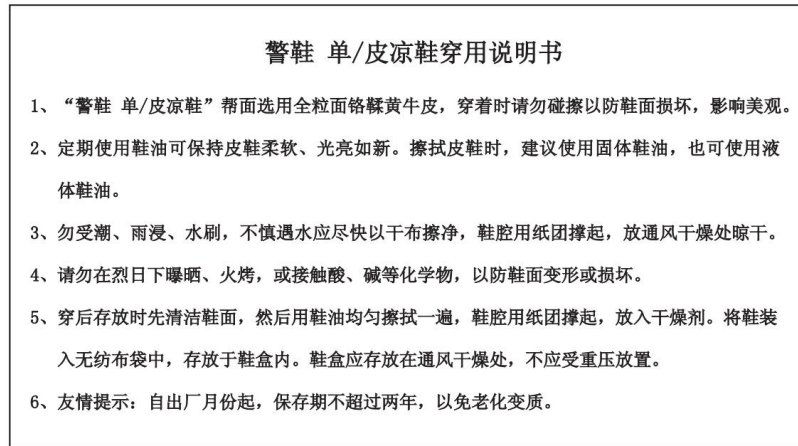 警鞋 单/皮凉鞋穿用说明书
1、“警鞋 单/皮凉鞋”帮面选用全粒面铬鞣黄牛皮，穿着时请勿碰擦以防鞋面损坏，影响美观。
2、定期使用鞋油可保持皮鞋柔软、光亮如新。擦拭皮鞋时，建议使用固体鞋油，也可使用液
体鞋油。
3、勿受潮、雨浸、水刷，不慎遇水应尽快以干布擦净，鞋腔用纸团撑起，放通风干燥处晾干。
4、请勿在烈日下曝晒、火烤，或接触酸、碱等化学物，以防鞋面变形或损坏。
5、穿后存放时先清洁鞋面，然后用鞋油均匀擦拭一遍，鞋腔用纸团撑起，放入干燥剂。将鞋装
入无纺布袋中，存放于鞋盒内。鞋盒应存放在通风干燥处，不应受重压放置。
6、友情提示：自出厂月份起，保存期不超过两年，以免老化变质。